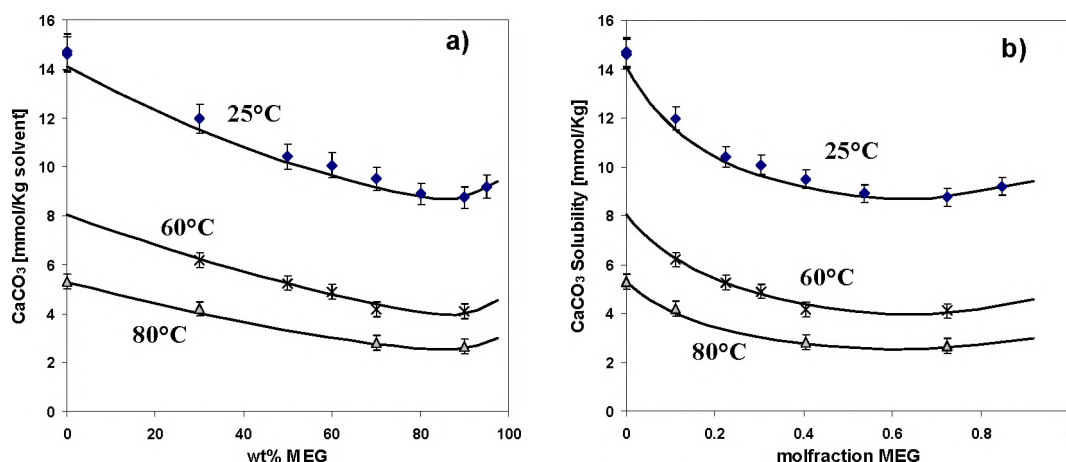 a)
CaCO₃ [mmol/Kg solvent]
16
14
12
10
8
6
4
2
0
25°C
60°C
80°C
0 20 40 60 80 100
wt% MEG
b)
CaCO₃ Solubility [mmol/Kg]
16
14
12
10
8
6
4
2
0
25°C
60°C
80°C
0 0.2 0.4 0.6 0.8
molfraction MEG